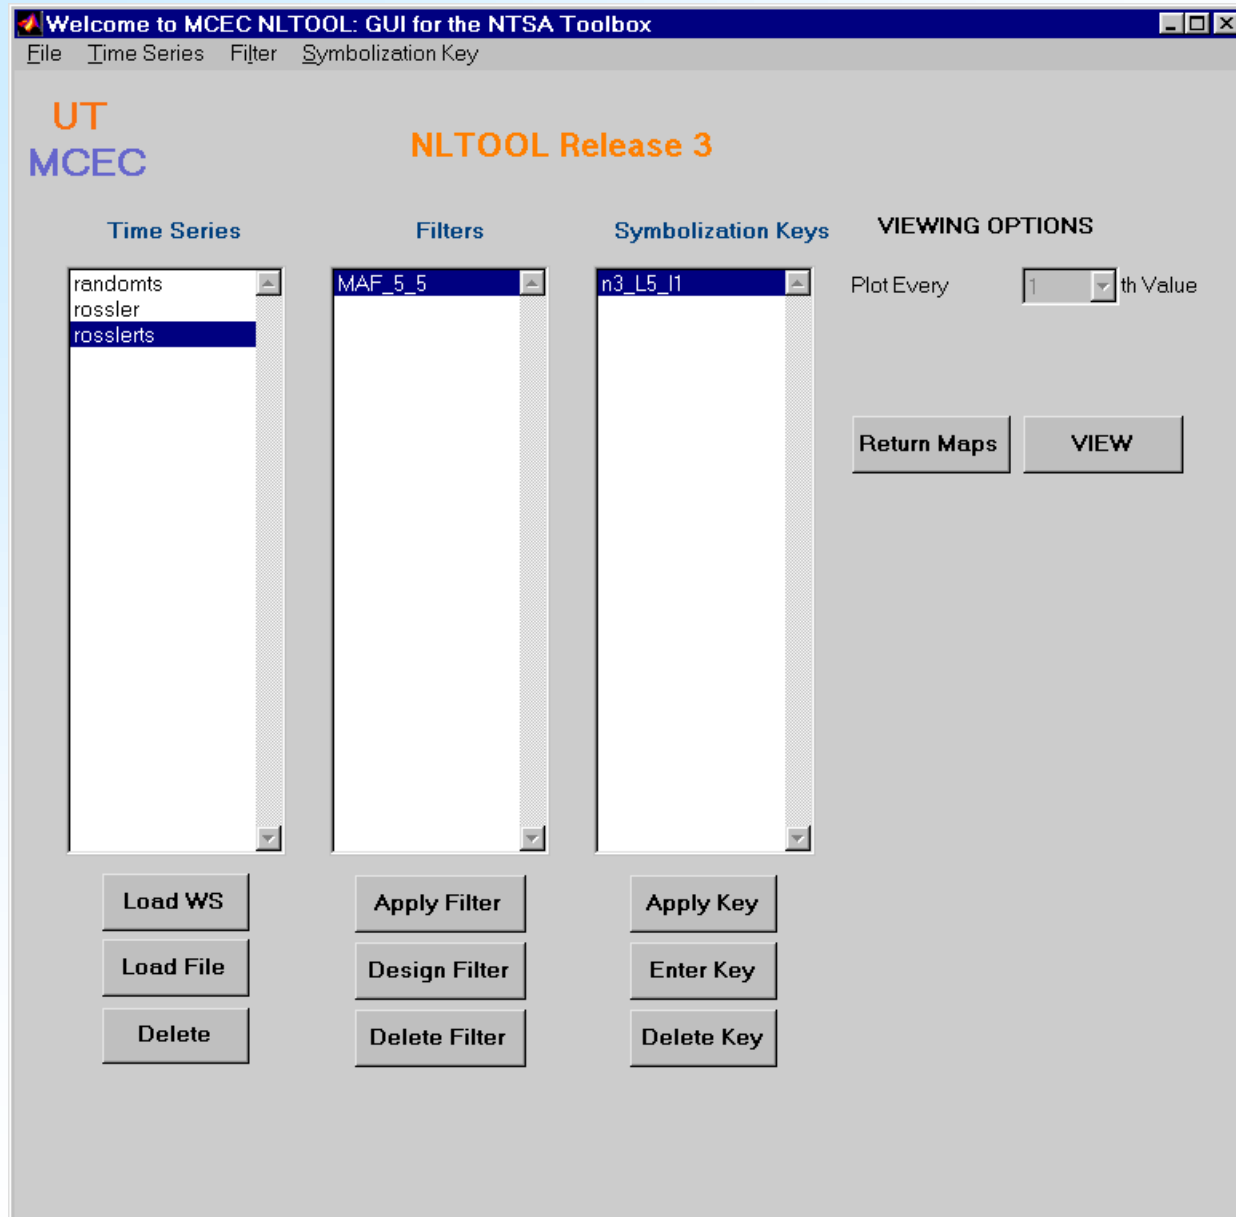 Welcome to MCEC NLTOOL: GUI for the NTSA Toolbox
File Time Series Filter Symbolization Key
UT
MCEC
NLTOOL Release 3
Time Series
Filters
Symbolization Keys
VIEWING OPTIONS
randomts
rossler
rosslerts
MAF_5_5
n3_L5_l1
Plot Every 1 th Value
Return Maps
VIEW
Load WS
Load File
Delete
Apply Filter
Design Filter
Delete Filter
Apply Key
Enter Key
Delete Key